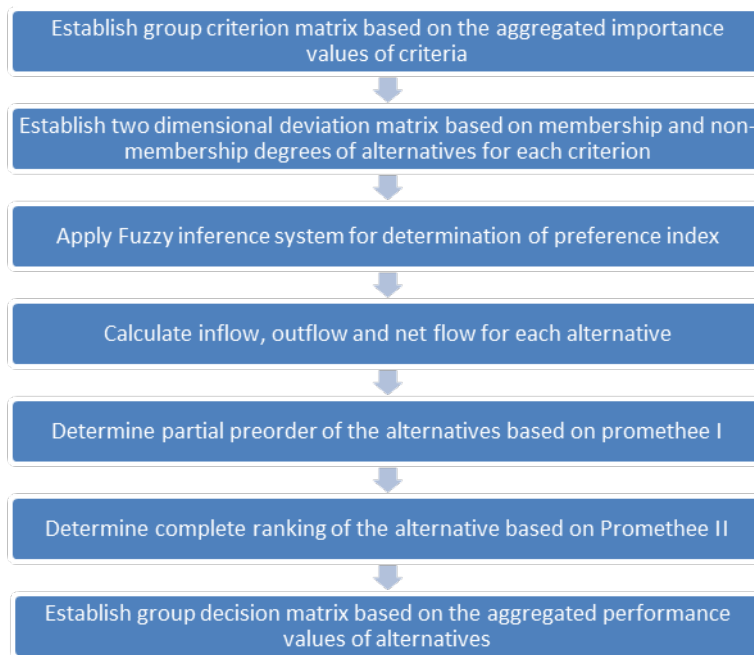 Establish group criterion matrix based on the aggregated importance
values of criteria
Establish two dimensional deviation matrix based on membership and non-
membership degrees of alternatives for each criterion
Apply Fuzzy inference system for determination of preference index
Calculate inflow, outflow and net flow for each alternative
Determine partial preorder of the alternatives based on promethee I
Determine complete ranking of the alternative based on Promethee II
Establish group decision matrix based on the aggregated performance
values of alternatives